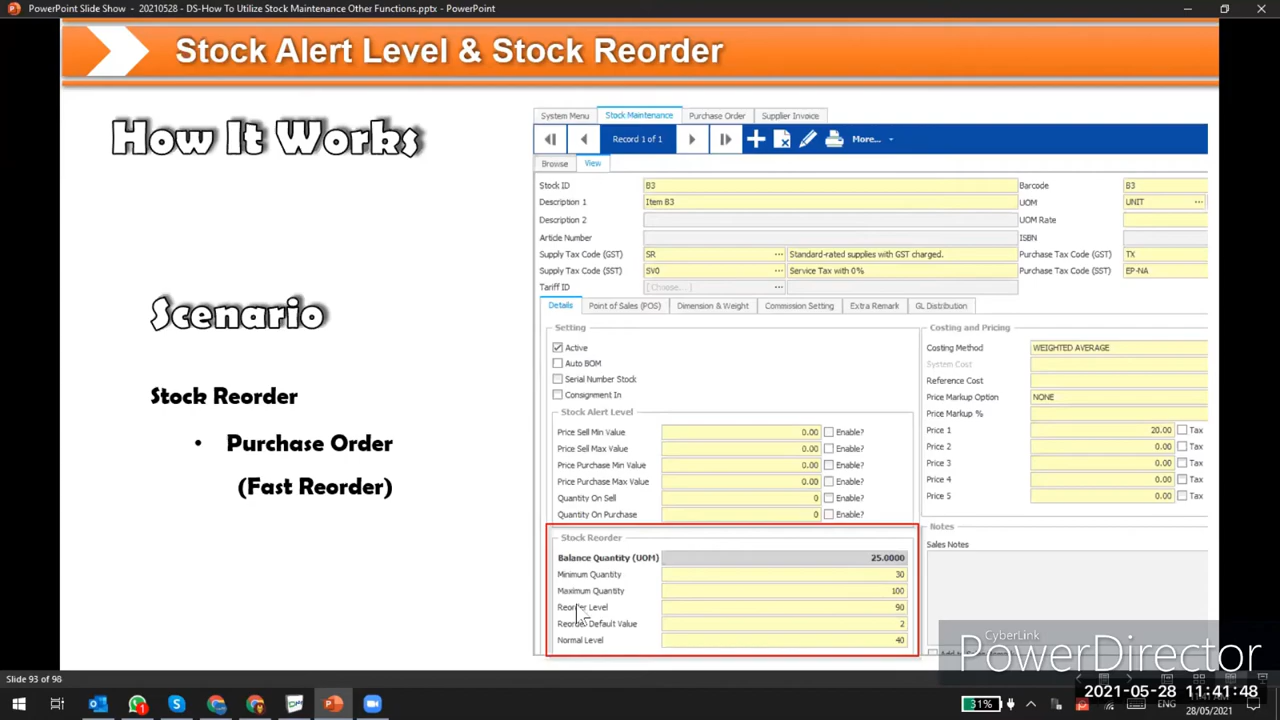 PowerPoint Slide Show - 20210528 - DS-How To Utilize Stock Maintenance Other Functions.pptx - PowerPoint
Stock Alert Level & Stock Reorder
How It Works
Scenario
Stock Reorder
• Purchase Order
(Fast Reorder)
System Menu Stock Maintenance Purchase Order Supplier Invoice
Record 1 of 1 More...
Browse View
Stock ID B3 Barcode B3
Description 1 Item B3 UOM UNIT ...
Description 2 UOM Rate
Article Number ISBN
Supply Tax Code (GST) SR ... Standard-rated supplies with GST charged. Purchase Tax Code (GST) TX
Supply Tax Code (SST) SV0 ... Service Tax with 0% Purchase Tax Code (SST) EP-NA
Tariff ID [ Choose... ] ...
Details Point of Sales (POS) Dimension & Weight Commission Setting Extra Remark GL Distribution
Setting Costing and Pricing
Active Costing Method WEIGHTED AVERAGE
Auto BOM System Cost
Serial Number Stock Reference Cost
Consignment In Price Markup Option NONE
Stock Alert Level Price Markup %
Price Sell Min Value 0.00 Enable? Price 1 20.00 Tax
Price Sell Max Value 0.00 Enable? Price 2 0.00 Tax
Price Purchase Min Value 0.00 Enable? Price 3 0.00 Tax
Price Purchase Max Value 0.00 Enable? Price 4 0.00 Tax
Quantity On Sell 0 Enable? Price 5 0.00 Tax
Quantity On Purchase 0 Enable?
Stock Reorder Notes
Balance Quantity (UOM) 25.0000 Sales Notes
Minimum Quantity 30
Maximum Quantity 100
Reorder Level 90
Reorder Default Value 2
Normal Level 40
CyberLink
PowerDirector
Slide 93 of 98
2021-05-28 11:41:48
31% ENG
28/05/2021